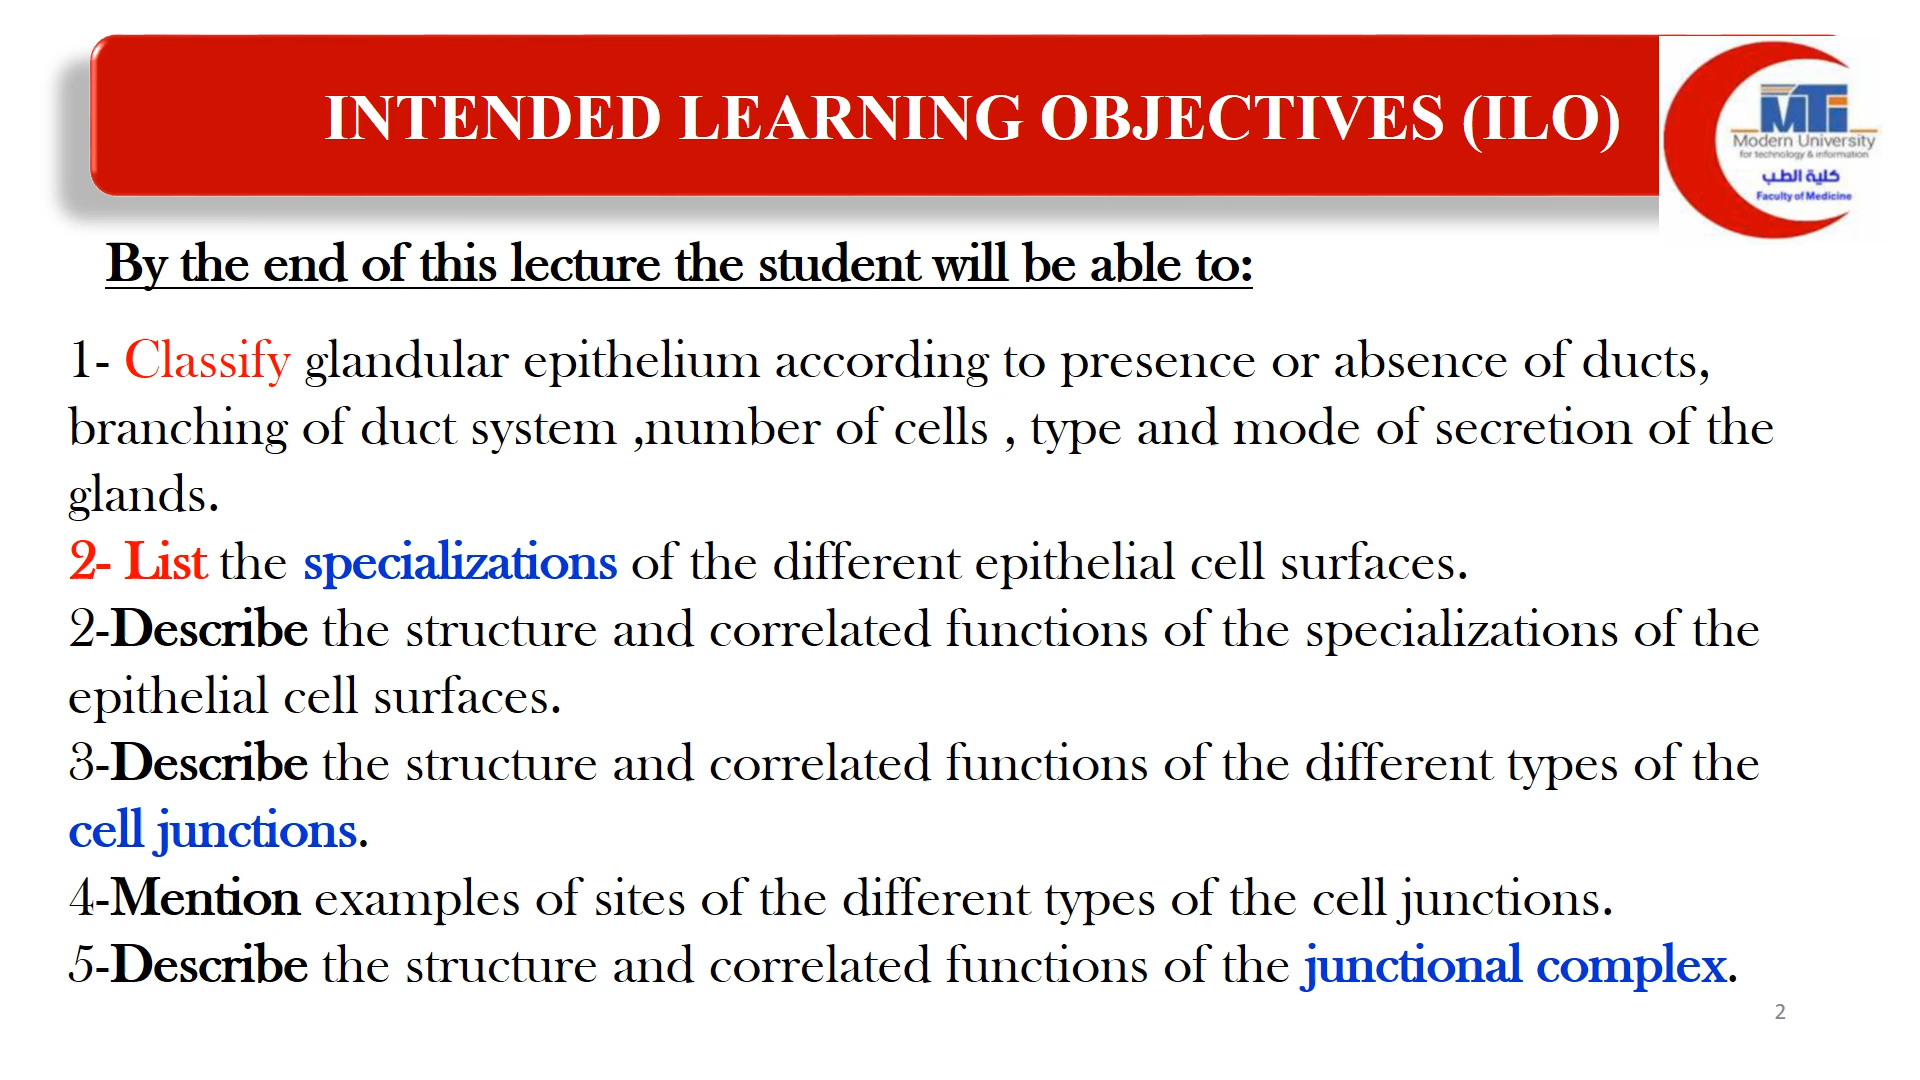 INTENDED LEARNING OBJECTIVES (ILO)
MTi
Modern University
for technology & information
كلية الطب
Faculty of Medicine
By the end of this lecture the student will be able to:
1- Classify glandular epithelium according to presence or absence of ducts,
branching of duct system ,number of cells , type and mode of secretion of the
glands.
2- List the specializations of the different epithelial cell surfaces.
2-Describe the structure and correlated functions of the specializations of the
epithelial cell surfaces.
3-Describe the structure and correlated functions of the different types of the
cell junctions.
4-Mention examples of sites of the different types of the cell junctions.
5-Describe the structure and correlated functions of the junctional complex.
2